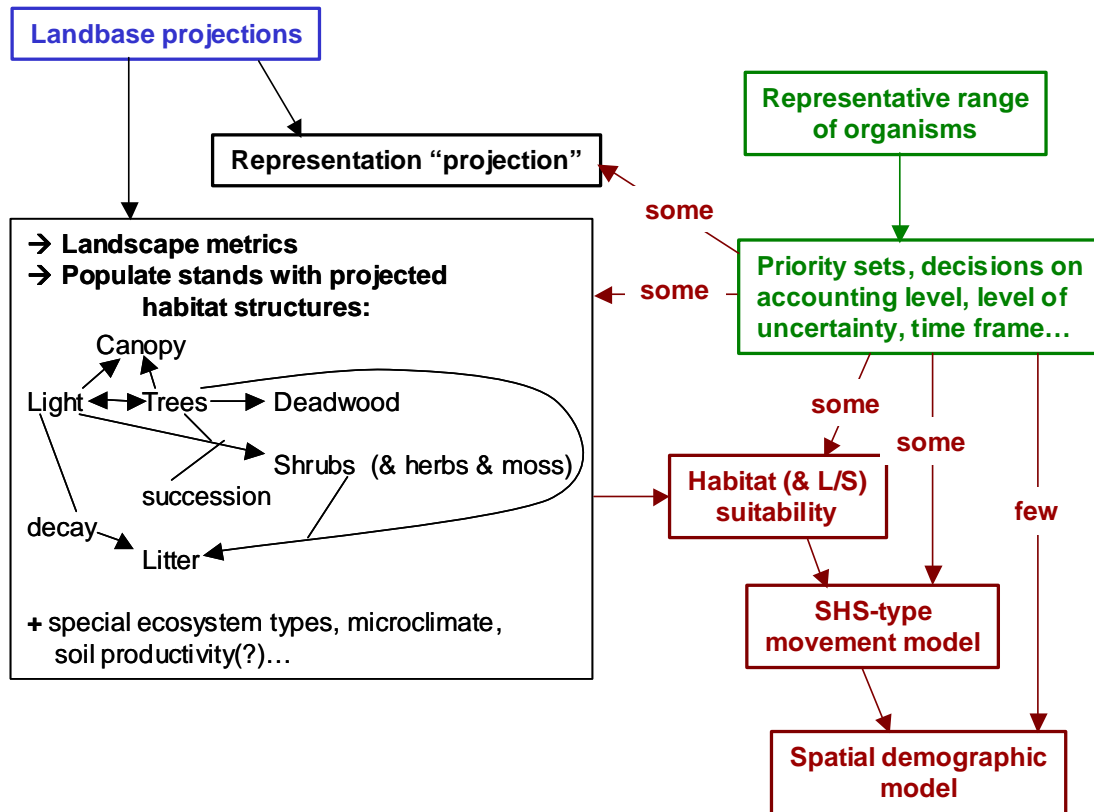 Landbase projections
Representative range
of organisms
Representation “projection”
some
→ Landscape metrics
→ Populate stands with projected
habitat structures:
Priority sets, decisions on
accounting level, level of
uncertainty, time frame…
some
Canopy
Light
Trees
Deadwood
some
some
Shrubs (& herbs & moss)
succession
Habitat (& L/S)
suitability
few
decay
Litter
SHS-type
movement model
+ special ecosystem types, microclimate,
soil productivity(?)…
Spatial demographic
model